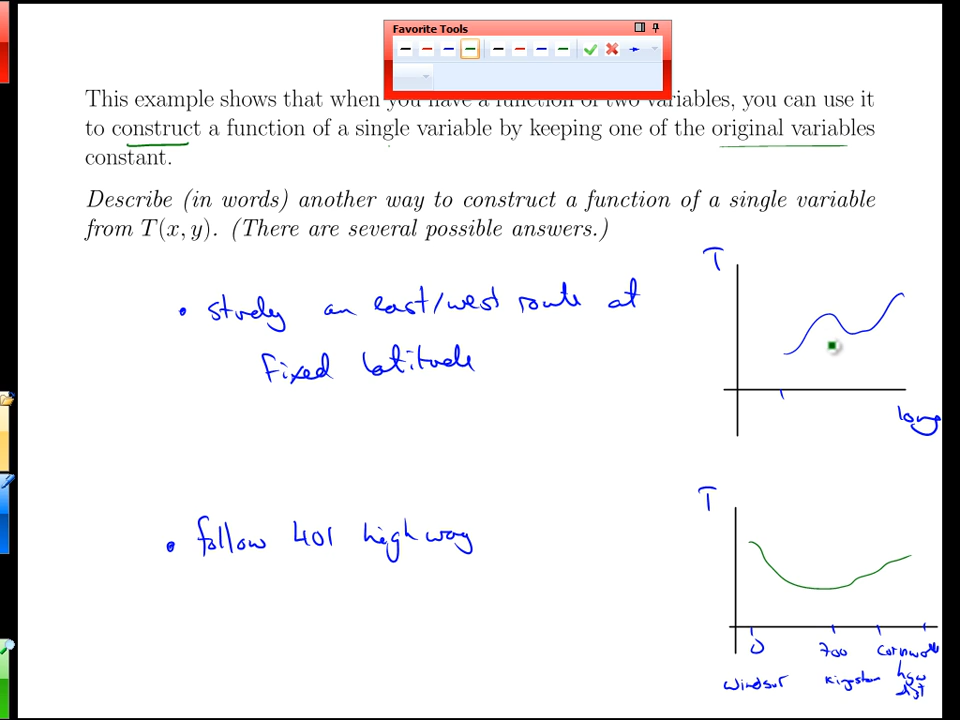 Favorite Tools
This example shows that when you have a function of two variables, you can use it
to construct a function of a single variable by keeping one of the original variables
constant.
Describe (in words) another way to construct a function of a single variable
from T(x, y). (There are several possible answers.)
T
• study an east/west route at
fixed latitude
long
T
• follow 401 highway
0 700 Cornwall
Windsor Kingston hgw
dist